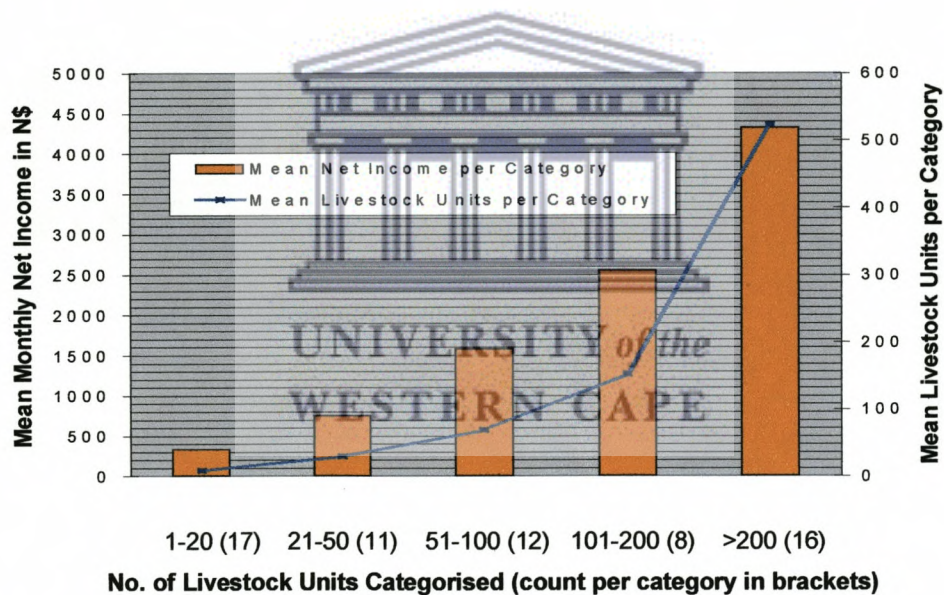 5000
4500
4000
3500
3000
2500
2000
1500
1000
500
0
Mean Monthly Net Income in N$
Mean Net Income per Category
Mean Livestock Units per Category
UNIVERSITY of the
WESTERN CAPE
600
500
400
300
200
100
0
Mean Livestock Units per Category
1-20 (17) 21-50 (11) 51-100 (12) 101-200 (8) >200 (16)
No. of Livestock Units Categorised (count per category in brackets)